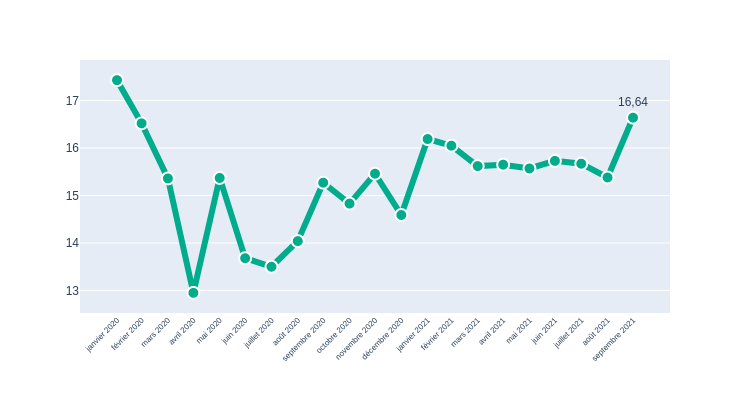 16,64
17
16
15
14
13
janvier 2020
février 2020
mars 2020
avril 2020
mai 2020
juin 2020
juillet 2020
août 2020
septembre 2020
octobre 2020
novembre 2020
décembre 2020
janvier 2021
février 2021
mars 2021
avril 2021
mai 2021
juin 2021
juillet 2021
août 2021
septembre 2021